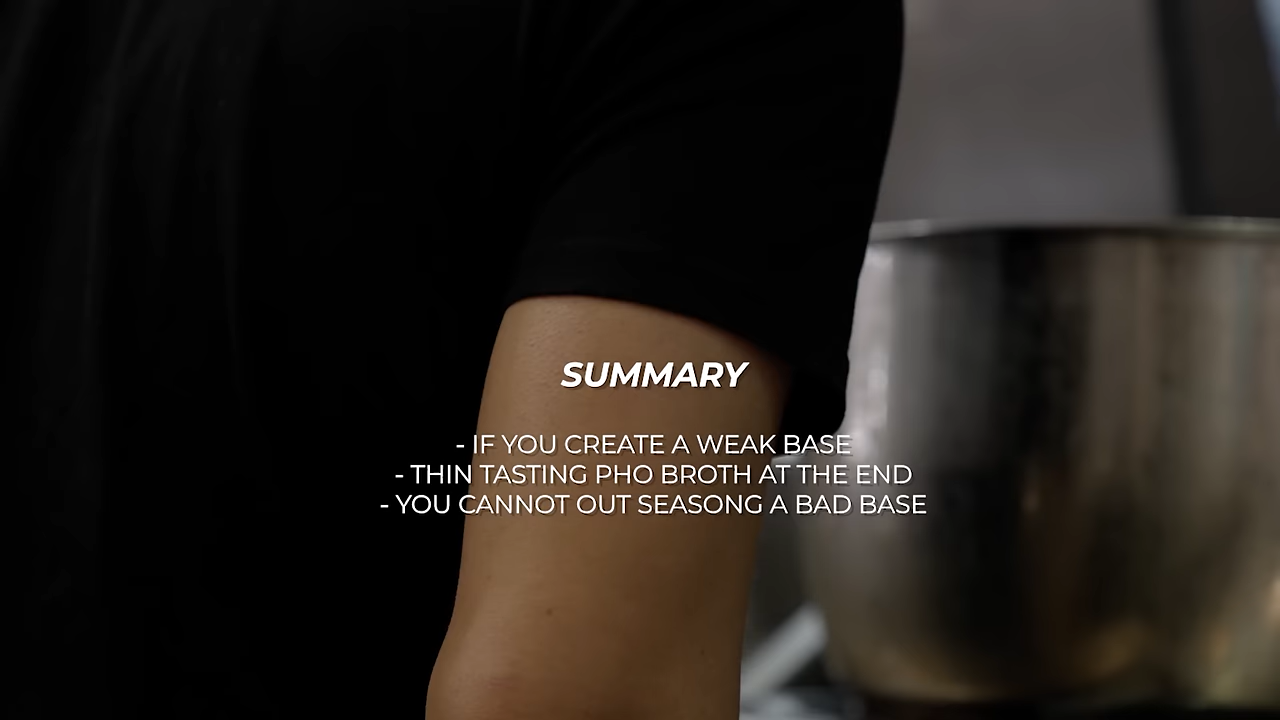 SUMMARY
- IF YOU CREATE A WEAK BASE
- THIN TASTING PHO BROTH AT THE END
- YOU CANNOT OUT SEASONG A BAD BASE